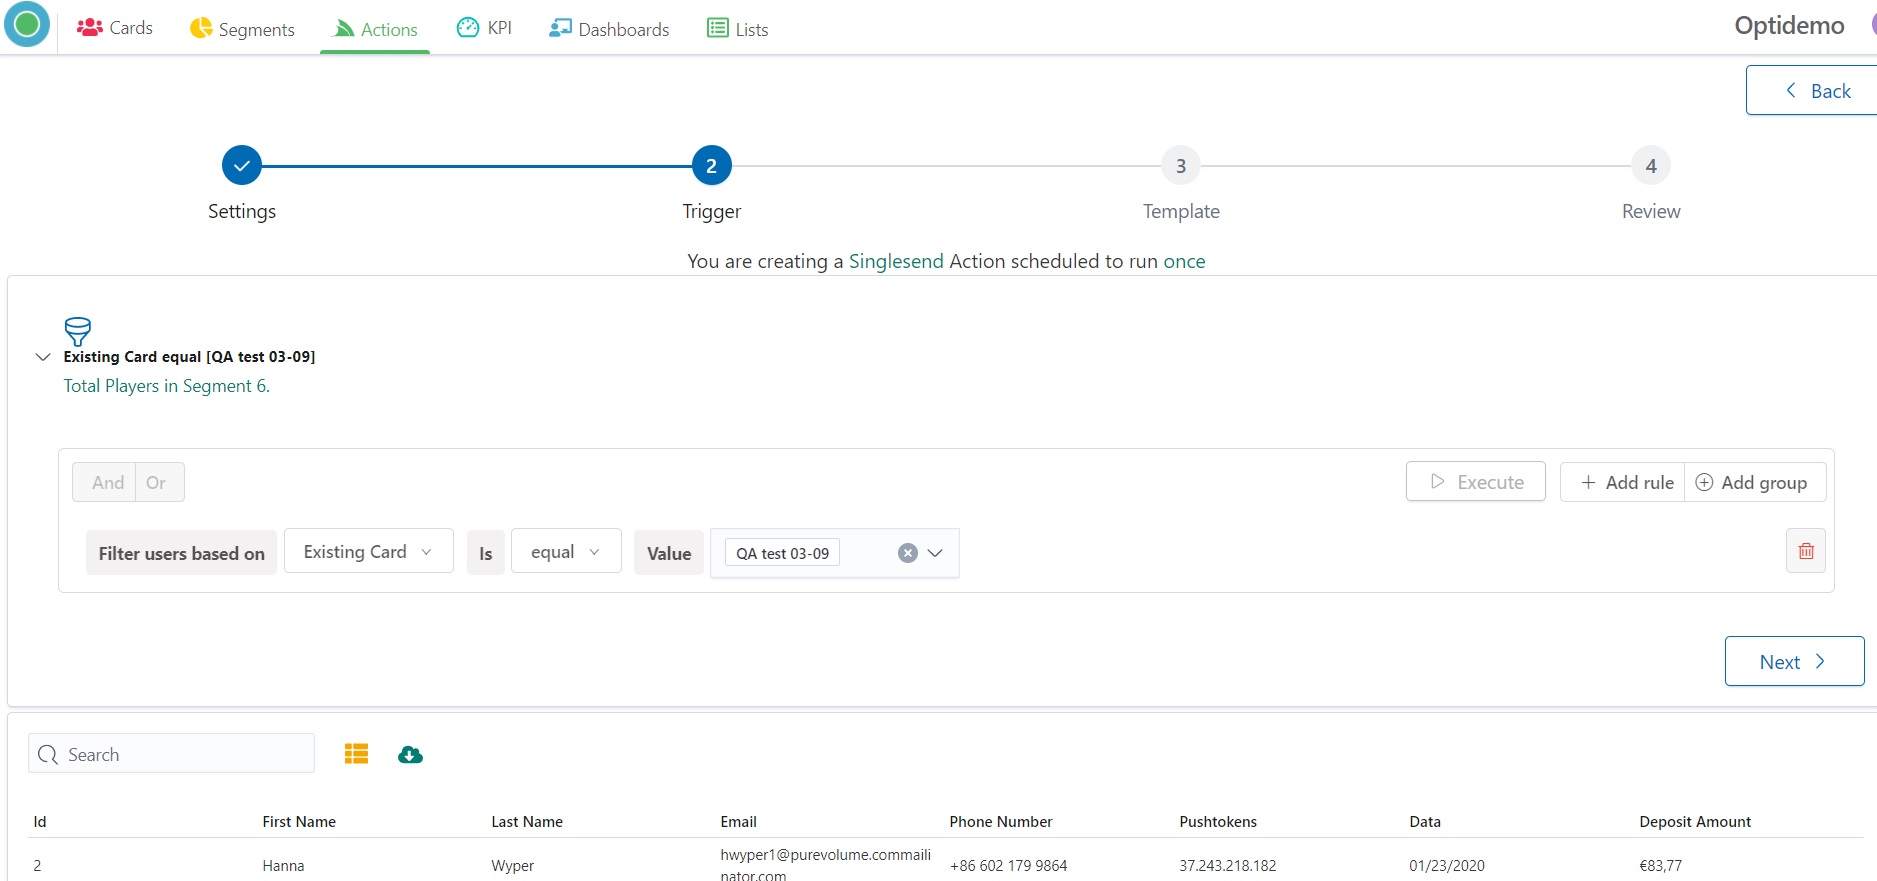 Cards Segments Actions KPI Dashboards Lists Optidemo
Back
2 3 4
Settings Trigger Template Review
You are creating a Singlesend Action scheduled to run once
Existing Card equal [QA test 03-09]
Total Players in Segment 6.
And Or Execute Add rule Add group
Filter users based on Existing Card Is equal Value QA test 03-09
Next
Search
Id First Name Last Name Email Phone Number Pushtokens Data Deposit Amount
2 Hanna Wyper hwyper1@purevolume.commaili +86 602 179 9864 37.243.218.182 01/23/2020 €83,77
nator.com